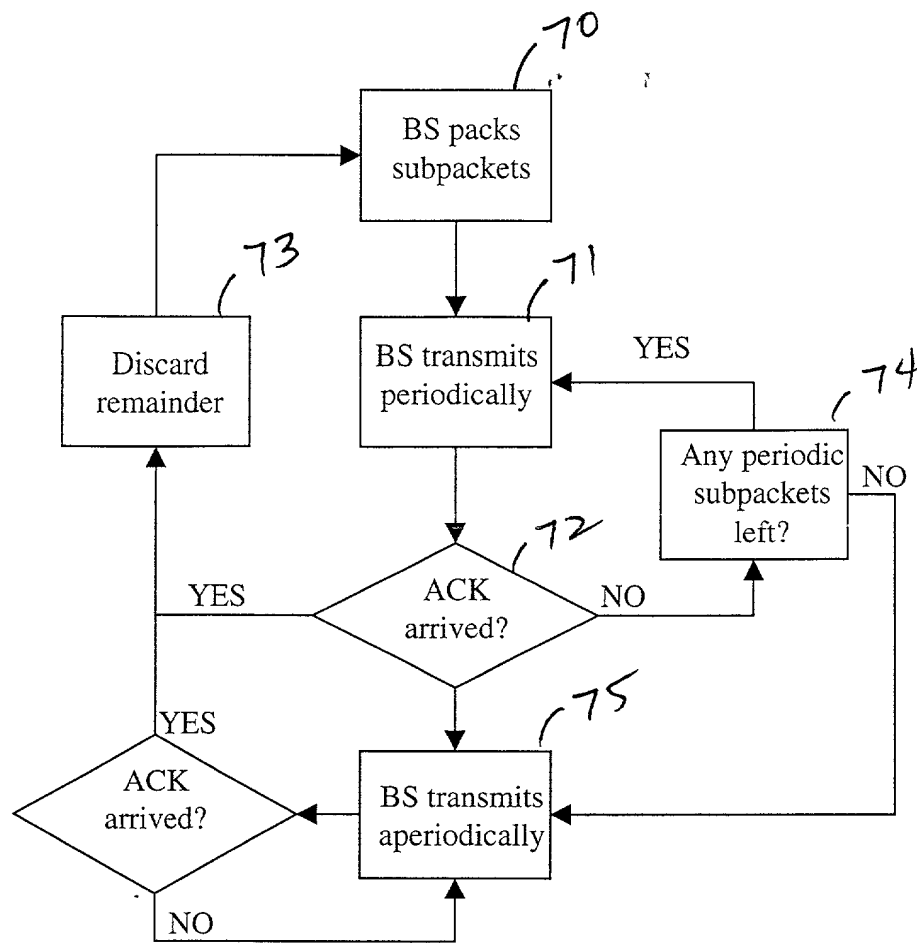 70
BS packs
subpackets
73
71
Discard
remainder
BS transmits
periodically
YES
74
Any periodic
subpackets
left?
NO
72
YES
ACK
arrived?
NO
75
YES
ACK
arrived?
BS transmits
aperiodically
NO